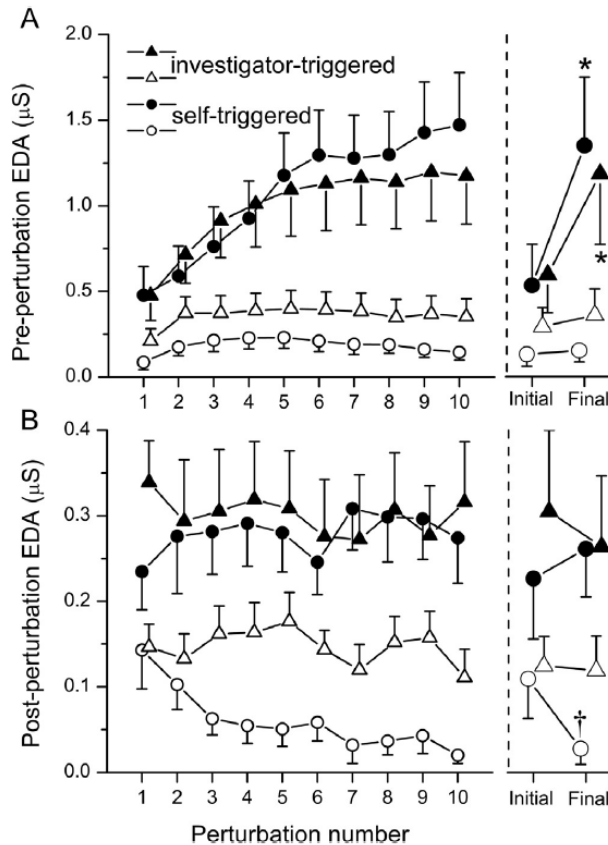 A
Pre-perturbation EDA (μS)
2.0
1.5
1.0
0.5
0.0
investigator-triggered
self-triggered
*
*
1 2 3 4 5 6 7 8 9 10
Initial Final
B
Post-perturbation EDA (μS)
0.4
0.3
0.2
0.1
0.0
†
1 2 3 4 5 6 7 8 9 10
Initial Final
Perturbation number